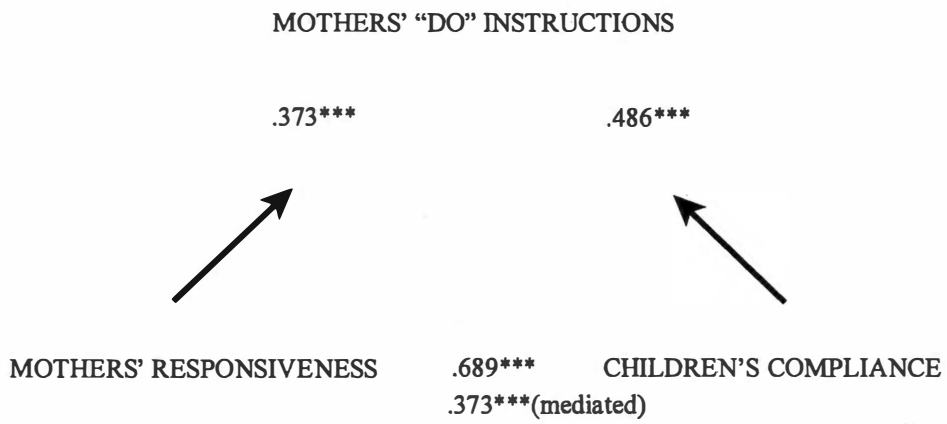 MOTHERS’ “DO” INSTRUCTIONS
.373*** .486***
MOTHERS’ RESPONSIVENESS .689*** CHILDREN’S COMPLIANCE
.373***(mediated)